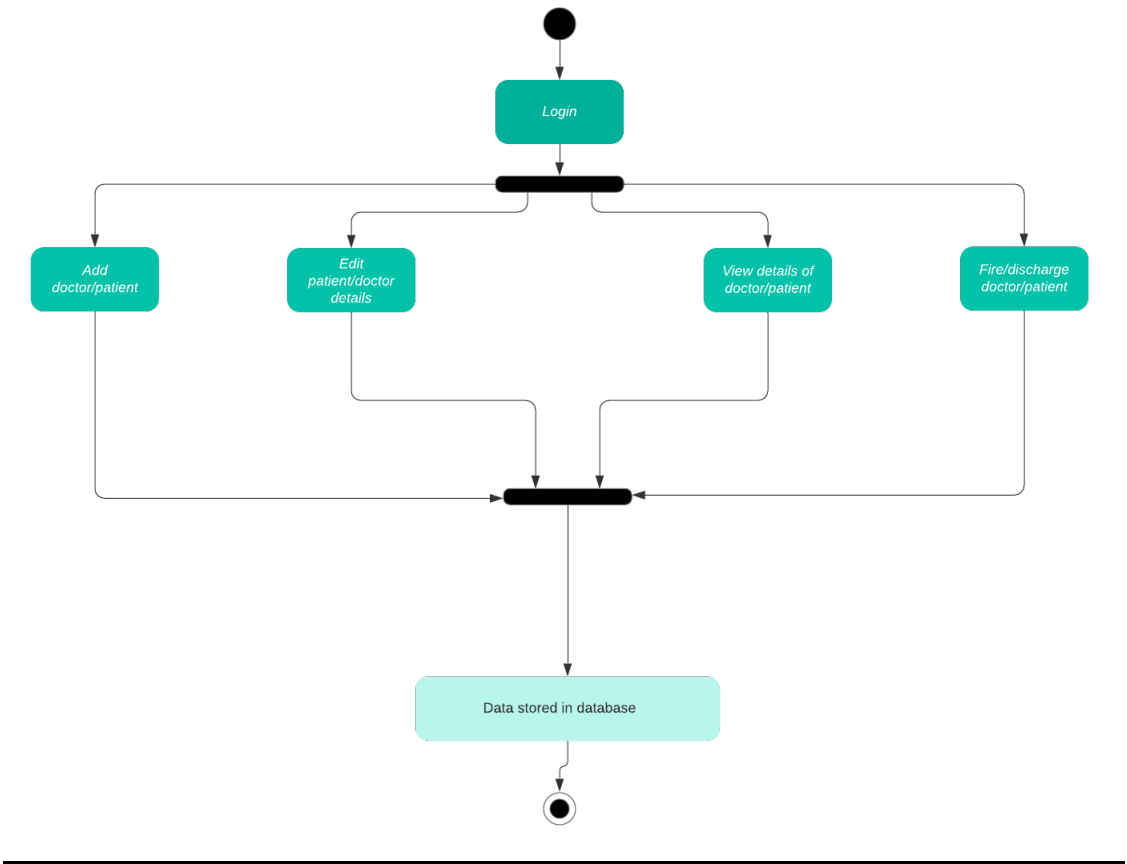 Login
Add
doctor/patient
Edit
patient/doctor
details
View details of
doctor/patient
Fire/discharge
doctor/patient
Data stored in database